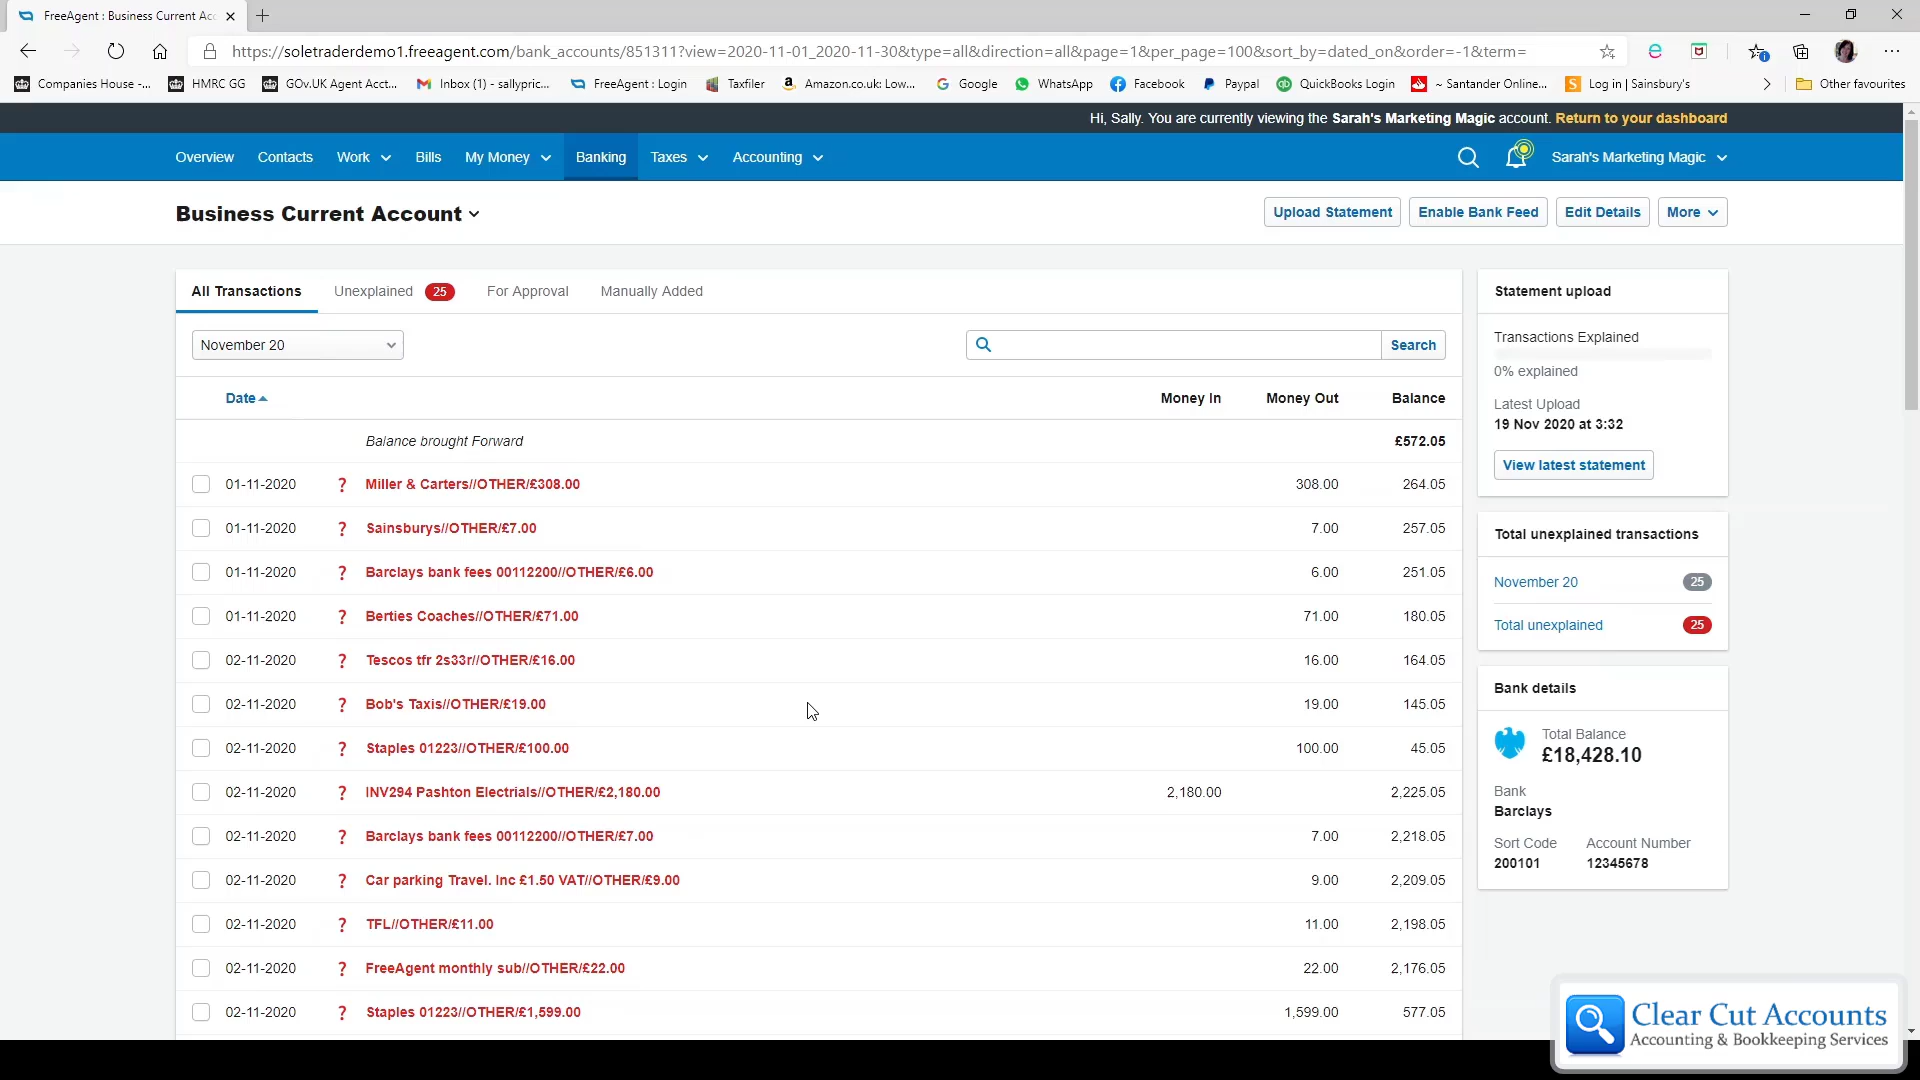 FreeAgent : Business Current Acc
https://soletraderdemo1.freeagent.com/bank_accounts/851311?view=2020-11-01_2020-11-30&type=all&direction=all&page=1&per_page=100&sort_by=dated_on&order=-1&term=
Companies House -... HMRC GG GOv.UK Agent Acct... Inbox (1) - sallypric... FreeAgent : Login Taxfiler Amazon.co.uk: Low... Google WhatsApp Facebook Paypal QuickBooks Login ~ Santander Online... Log in | Sainsbury's Other favourites
Hi, Sally. You are currently viewing the Sarah's Marketing Magic account. Return to your dashboard
Overview Contacts Work Bills My Money Banking Taxes Accounting Sarah's Marketing Magic
Business Current Account Upload Statement Enable Bank Feed Edit Details More
All Transactions Unexplained 25 For Approval Manually Added
November 20 Search
Date Money In Money Out Balance
Balance brought Forward £572.05
01-11-2020 ? Miller & Carters//OTHER/£308.00 308.00 264.05
01-11-2020 ? Sainsburys//OTHER/£7.00 7.00 257.05
01-11-2020 ? Barclays bank fees 00112200//OTHER/£6.00 6.00 251.05
01-11-2020 ? Berties Coaches//OTHER/£71.00 71.00 180.05
02-11-2020 ? Tescos tfr 2s33r//OTHER/£16.00 16.00 164.05
02-11-2020 ? Bob's Taxis//OTHER/£19.00 19.00 145.05
02-11-2020 ? Staples 01223//OTHER/£100.00 100.00 45.05
02-11-2020 ? INV294 Pashton Electrials//OTHER/£2,180.00 2,180.00 2,225.05
02-11-2020 ? Barclays bank fees 00112200//OTHER/£7.00 7.00 2,218.05
02-11-2020 ? Car parking Travel. Inc £1.50 VAT//OTHER/£9.00 9.00 2,209.05
02-11-2020 ? TFL//OTHER/£11.00 11.00 2,198.05
02-11-2020 ? FreeAgent monthly sub//OTHER/£22.00 22.00 2,176.05
02-11-2020 ? Staples 01223//OTHER/£1,599.00 1,599.00 577.05
Statement upload
Transactions Explained
0% explained
Latest Upload
19 Nov 2020 at 3:32
View latest statement
Total unexplained transactions
November 20 25
Total unexplained 25
Bank details
Total Balance
£18,428.10
Bank
Barclays
Sort Code Account Number
200101 12345678
Clear Cut Accounts
Accounting & Bookkeeping Services